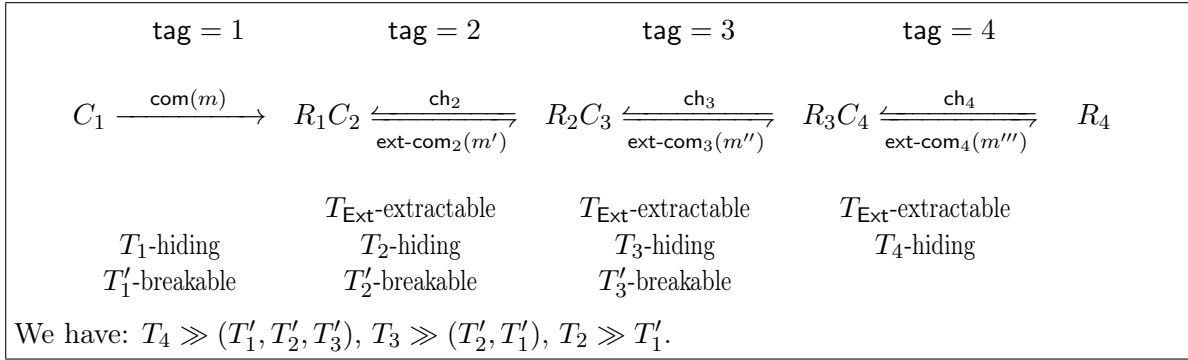 tag = 1 tag = 2 tag = 3 tag = 4
com(m) ch₂ ch₃ ch₄
C₁ R₁C₂ R₂C₃ R₃C₄ R₄
ext-com₂(m′) ext-com₃(m″) ext-com₄(m‴)
T_Ext-extractable T_Ext-extractable T_Ext-extractable
T₁-hiding T₂-hiding T₃-hiding T₄-hiding
T′₁-breakable T′₂-breakable T′₃-breakable
We have: T₄ ≫ (T′₁, T′₂, T′₃), T₃ ≫ (T′₂, T′₁), T₂ ≫ T′₁.